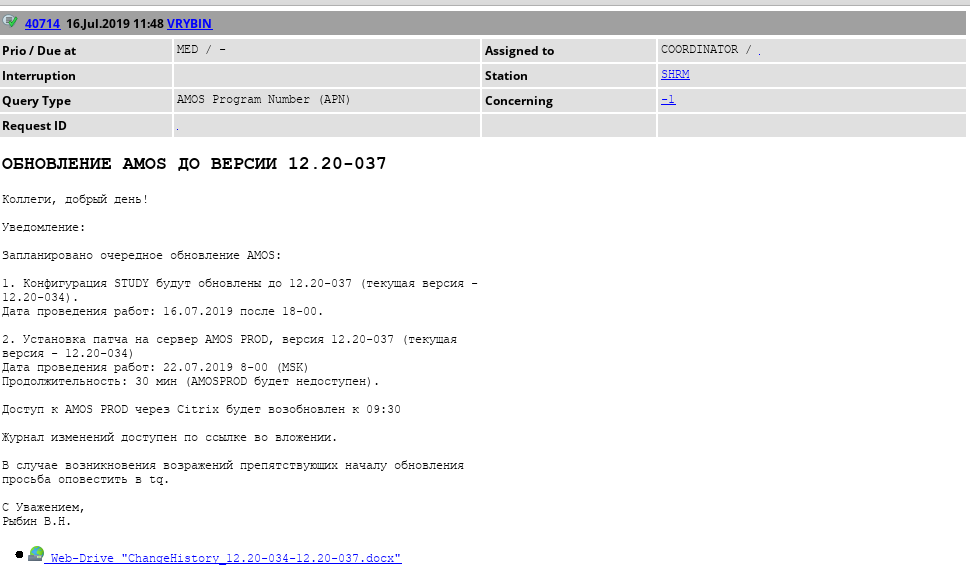 40714 16.Jul.2019 11:48 VRYBIN
Prio / Due at MED / - Assigned to COORDINATOR / .
Interruption Station SHRM
Query Type AMOS Program Number (APN) Concerning -1
Request ID .
ОБНОВЛЕНИЕ AMOS ДО ВЕРСИИ 12.20-037
Коллеги, добрый день!
Уведомление:
Запланировано очередное обновление AMOS:
1. Конфигурация STUDY будут обновлены до 12.20-037 (текущая версия -
12.20-034).
Дата проведения работ: 16.07.2019 после 18-00.
2. Установка патча на сервер AMOS PROD, версия 12.20-037 (текущая
версия - 12.20-034)
Дата проведения работ: 22.07.2019 8-00 (MSK)
Продолжительность: 30 мин (AMOSPROD будет недоступен).
Доступ к AMOS PROD через Citrix будет возобновлен к 09:30
Журнал изменений доступен по ссылке во вложении.
В случае возникновения возражений препятствующих началу обновления
просьба оповестить в tq.
С Уважением,
Рыбин В.Н.
Web-Drive "ChangeHistory_12.20-034-12.20-037.docx"